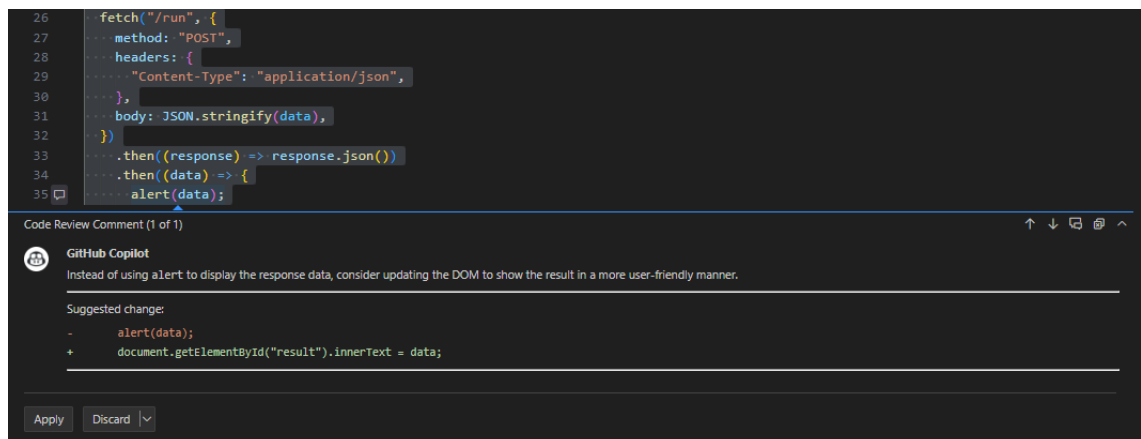 26 fetch("/run", {
27 method: "POST",
28 headers: {
29 "Content-Type": "application/json",
30 },
31 body: JSON.stringify(data),
32 })
33 .then((response) => response.json())
34 .then((data) => {
35 alert(data);
Code Review Comment (1 of 1)
GitHub Copilot
Instead of using alert to display the response data, consider updating the DOM to show the result in a more user-friendly manner.
Suggested change:
- alert(data);
+ document.getElementById("result").innerText = data;
Apply Discard